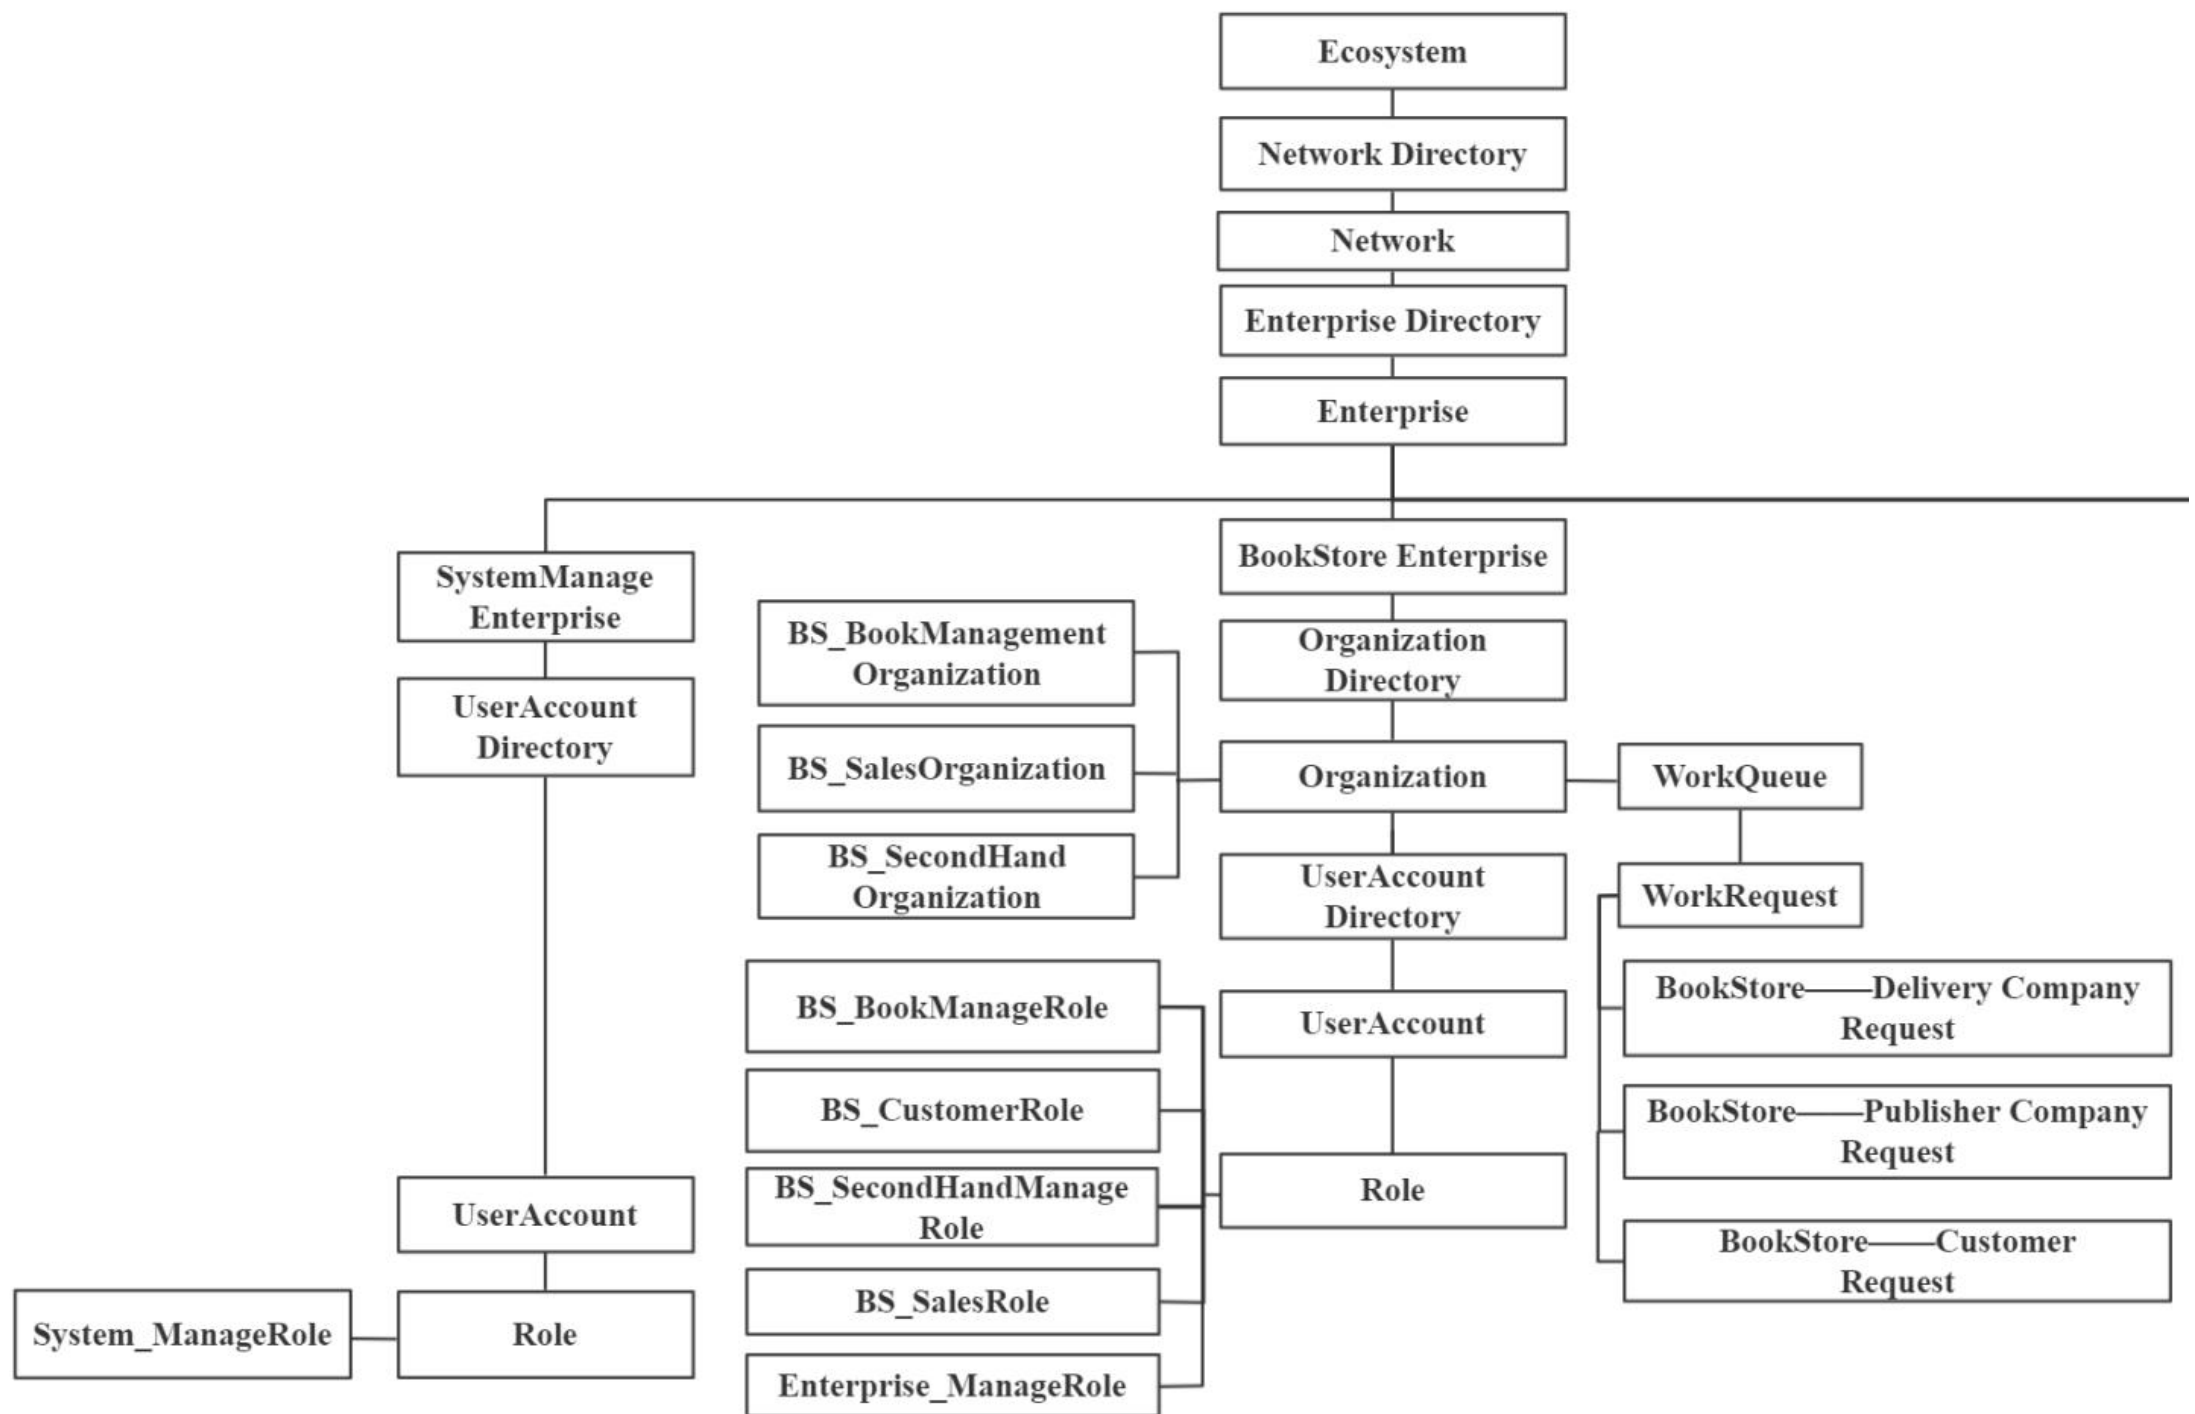 Ecosystem
Network Directory
Network
Enterprise Directory
Enterprise
SystemManage
Enterprise
UserAccount
Directory
UserAccount
Role
System_ManageRole
BookStore Enterprise
Organization
Directory
Organization
BS_BookManagement
Organization
BS_SalesOrganization
BS_SecondHand
Organization
WorkQueue
WorkRequest
BookStore——Delivery Company
Request
BookStore——Publisher Company
Request
BookStore——Customer
Request
UserAccount
Directory
UserAccount
Role
BS_BookManageRole
BS_CustomerRole
BS_SecondHandManage
Role
BS_SalesRole
Enterprise_ManageRole